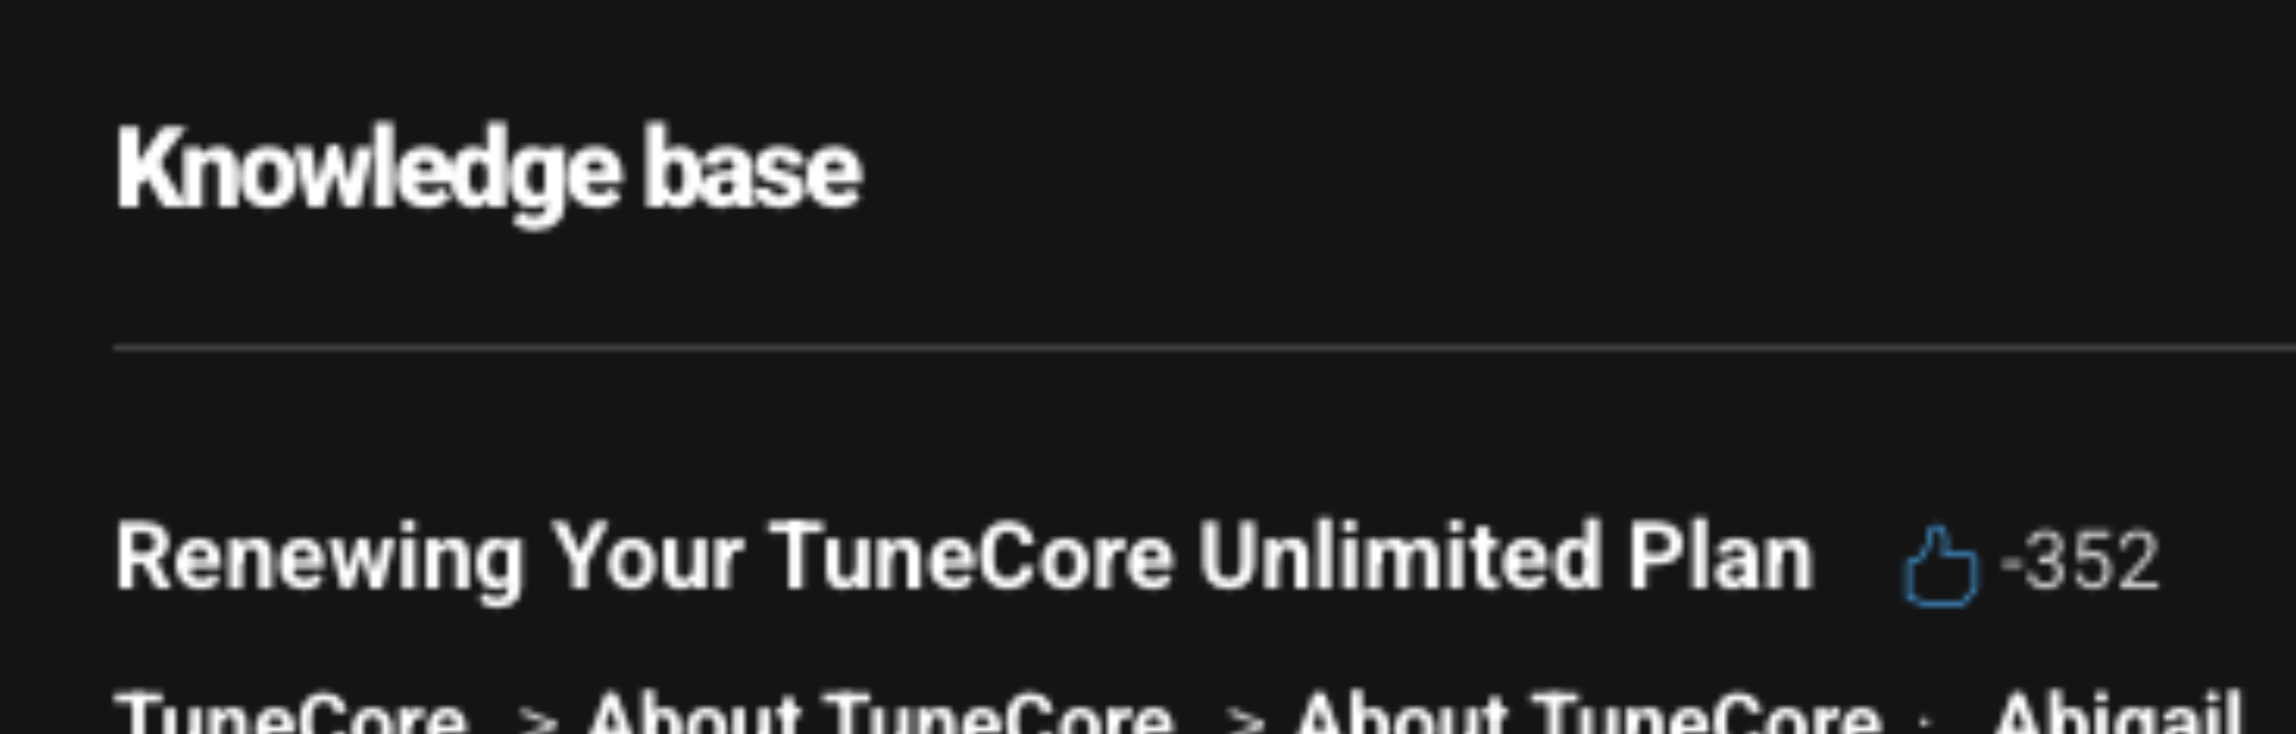 Knowledge base
Renewing Your TuneCore Unlimited Plan -352
TuneCore > About TuneCore > About TuneCore · Abigail